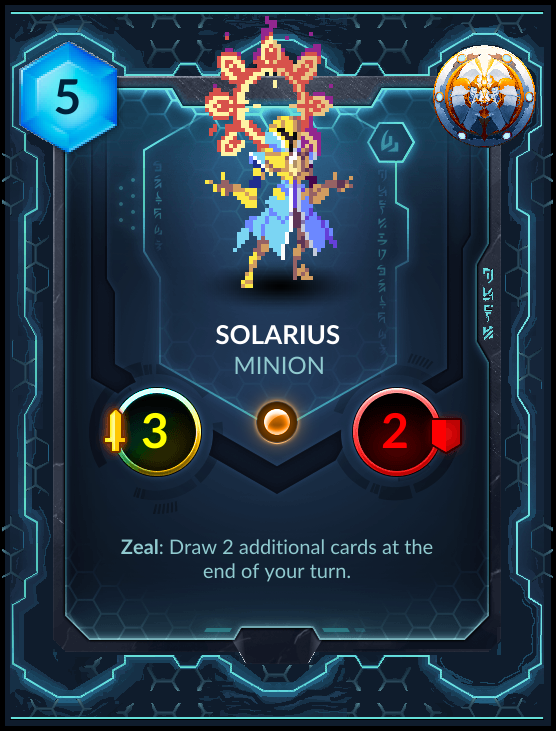 5
SOLARIUS
MINION
3
2
Zeal: Draw 2 additional cards at the
end of your turn.